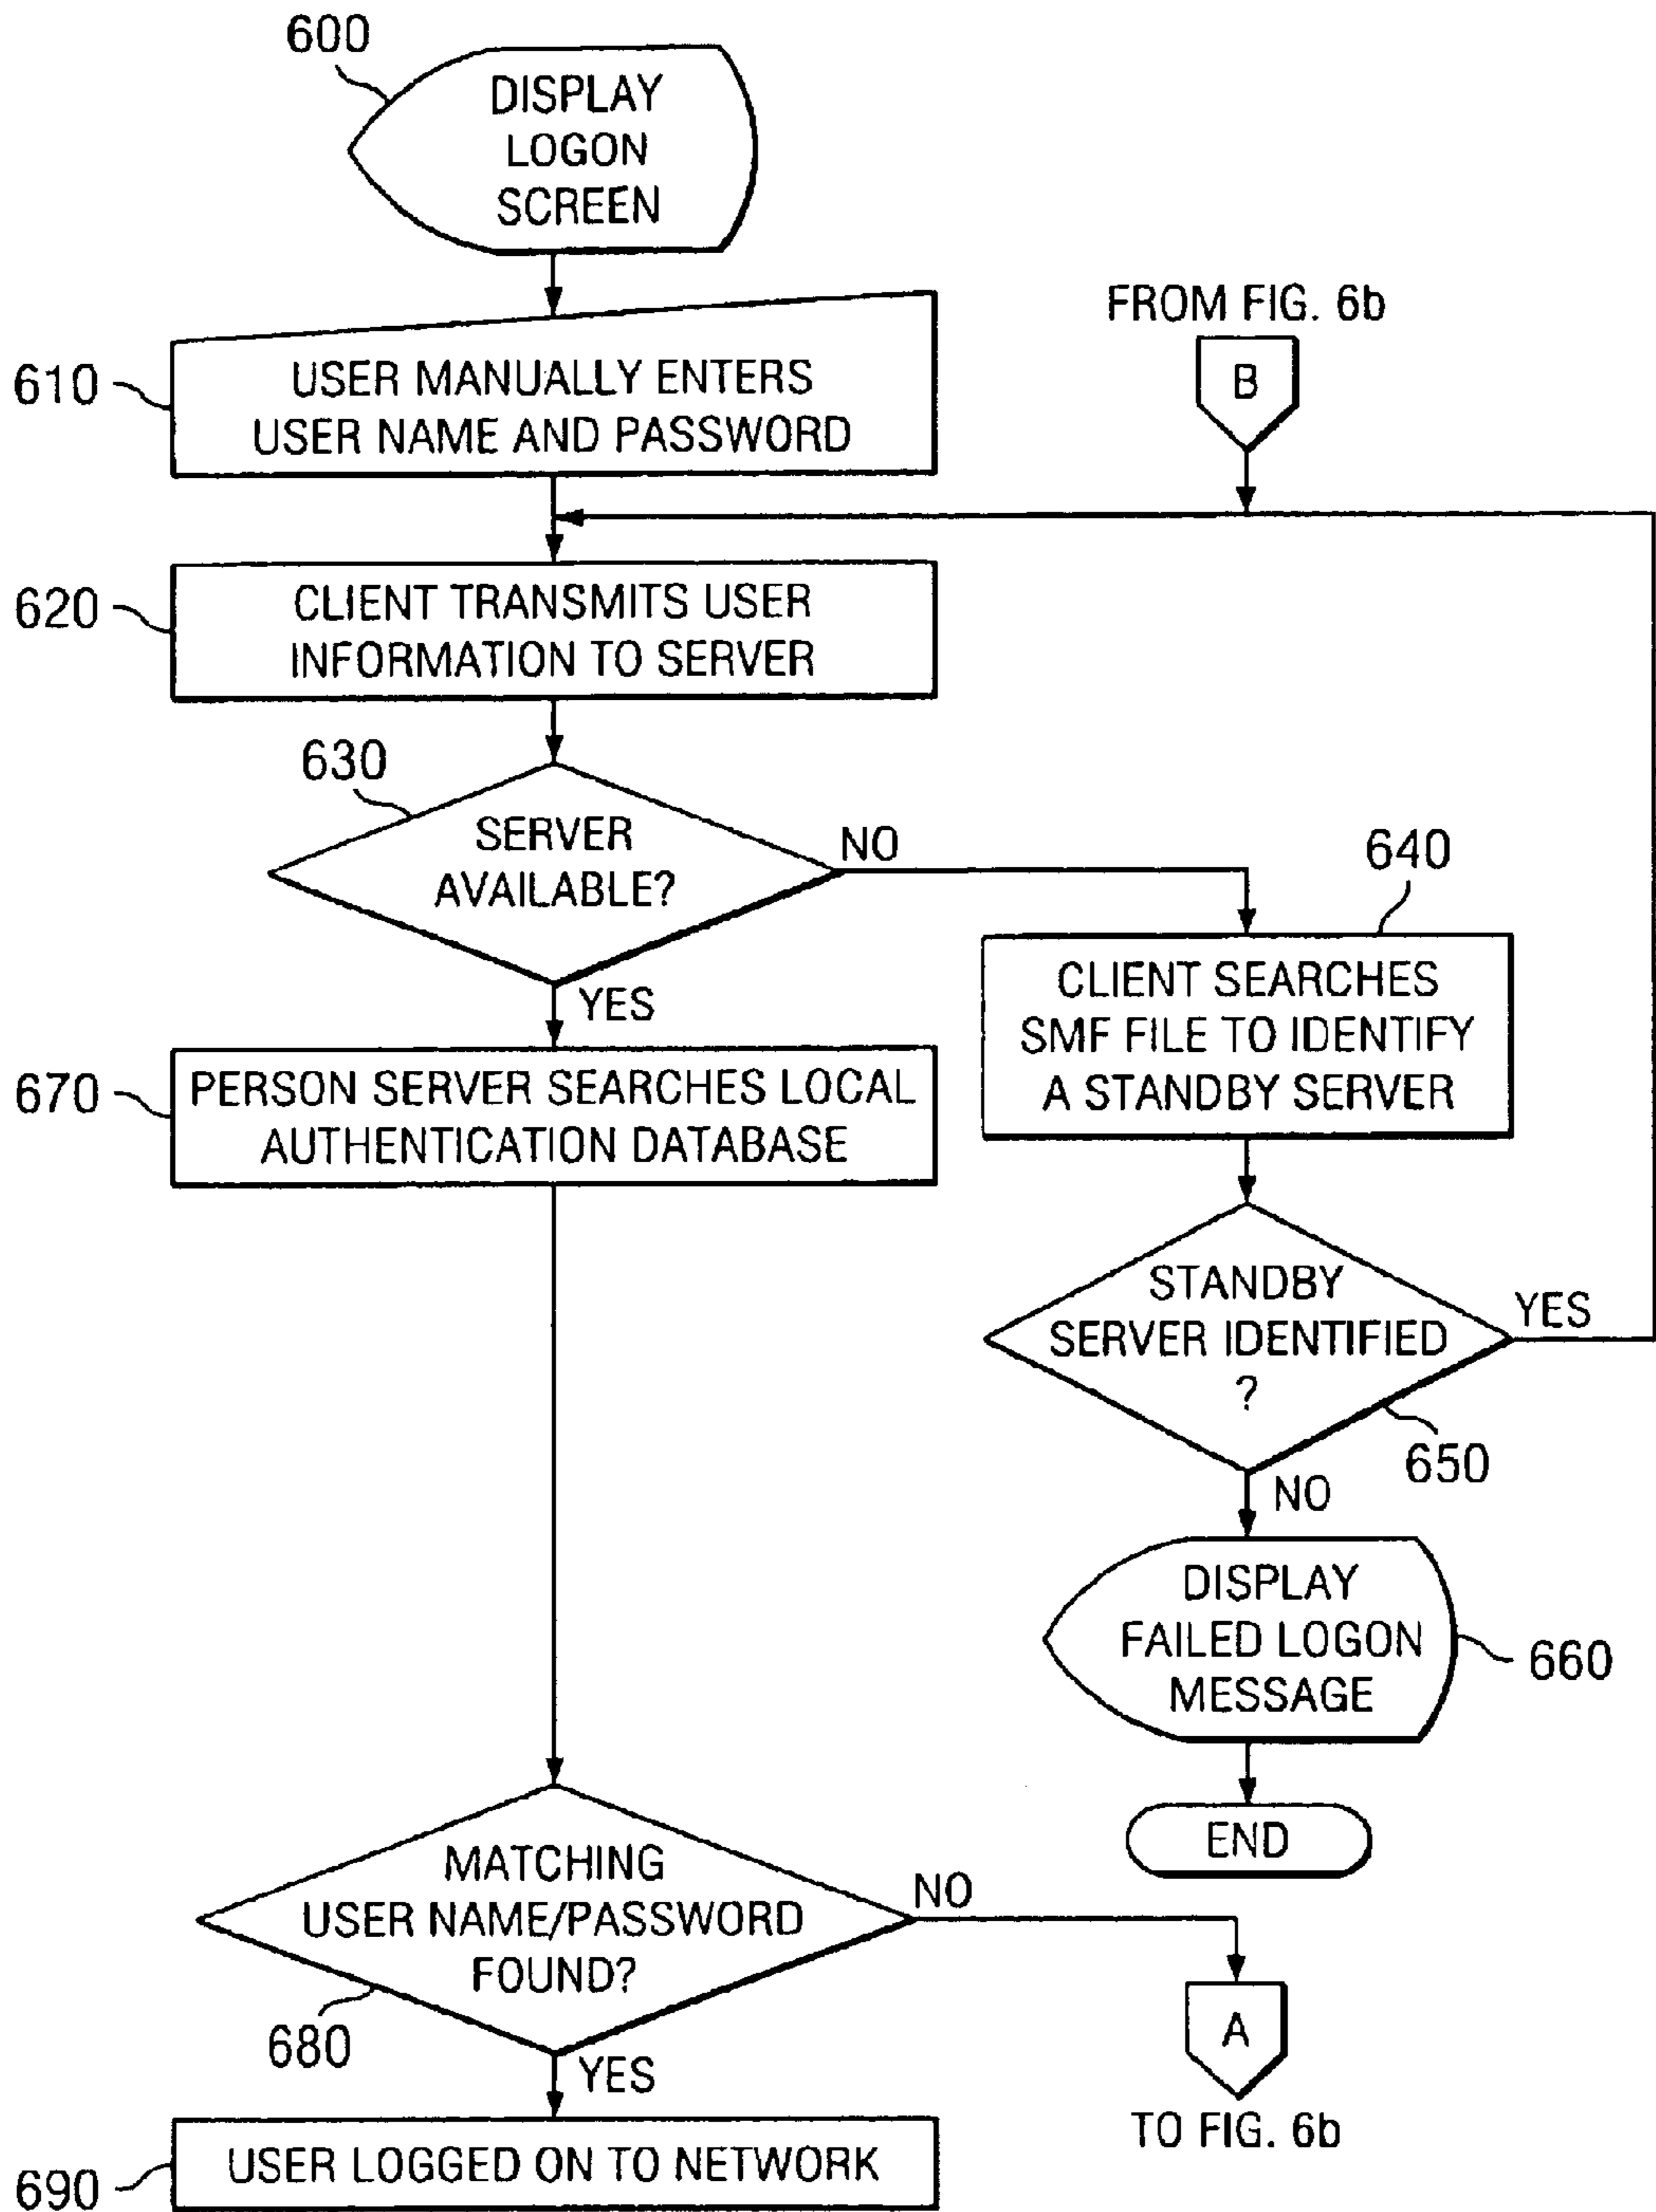 600
DISPLAY
LOGON
SCREEN
FROM FIG. 6b
B
610
USER MANUALLY ENTERS
USER NAME AND PASSWORD
620
CLIENT TRANSMITS USER
INFORMATION TO SERVER
630
SERVER
AVAILABLE?
NO
YES
640
CLIENT SEARCHES
SMF FILE TO IDENTIFY
A STANDBY SERVER
670
PERSON SERVER SEARCHES LOCAL
AUTHENTICATION DATABASE
STANDBY
SERVER IDENTIFIED
?
YES
650
NO
DISPLAY
FAILED LOGON
MESSAGE
660
END
MATCHING
USER NAME/PASSWORD
FOUND?
NO
680
YES
A
TO FIG. 6b
690
USER LOGGED ON TO NETWORK